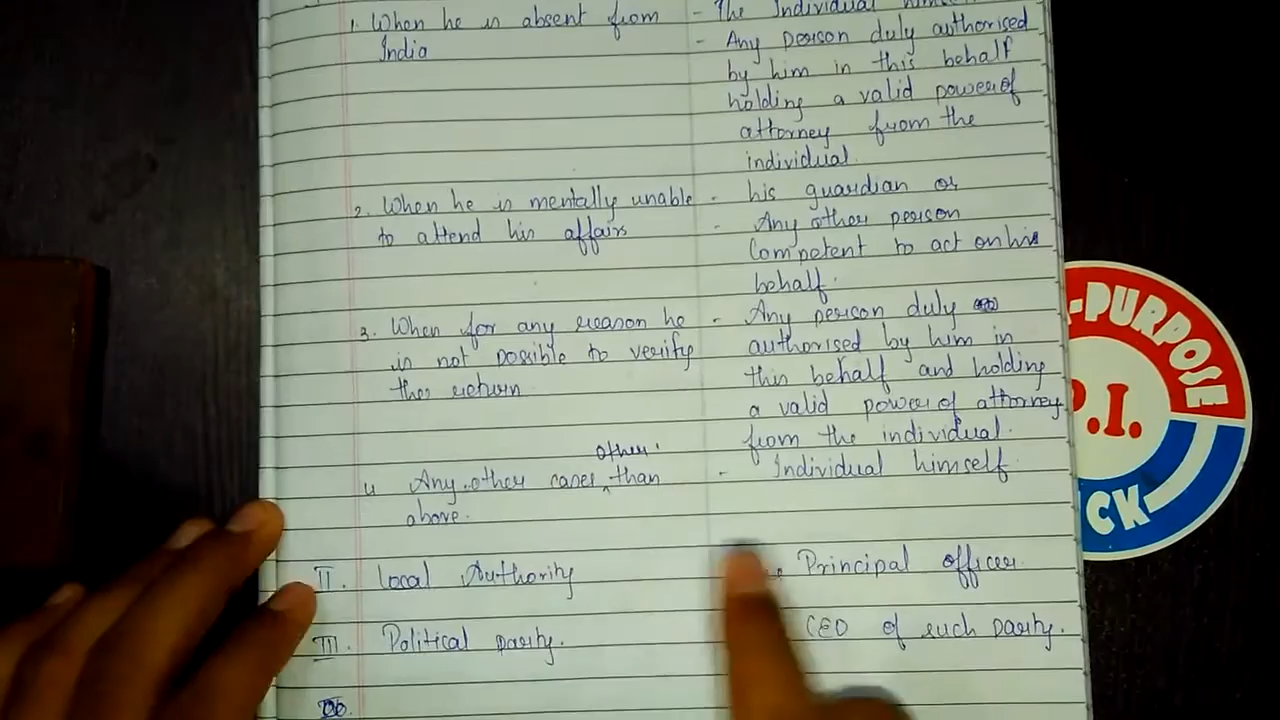 1. When he is absent from - The Individual
India - Any person duly authorised
by him in this behalf
holding a valid power of
attorney from the
individual.
2. When he is mentally unable - his guardian or
to attend his affairs - Any other person
Competent to act on his
behalf.
3. When for any reason he - Any person duly
is not possible to verify authorised by him in
the return this behalf and holding
a valid power of attorney
from the individual.
other
4 Any other cases ^ than - Individual himself
above.
II. Local Authority Principal officer.
III. Political party. CEO of such party.
-PURPOSE
P.I.
CK